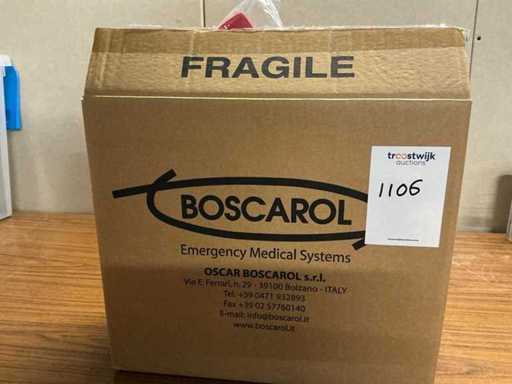 FRAGILE
troostwijk
auctions
1106
BOSCAROL
Emergency Medical Systems
OSCAR BOSCAROL s.r.l.
Via E. Ferrari, n. 29 - 39100 Bolzano - ITALY
Tel. +39 0471 932893
Fax +39 02 57760140
E-mail: info@boscarol.it
www.boscarol.it